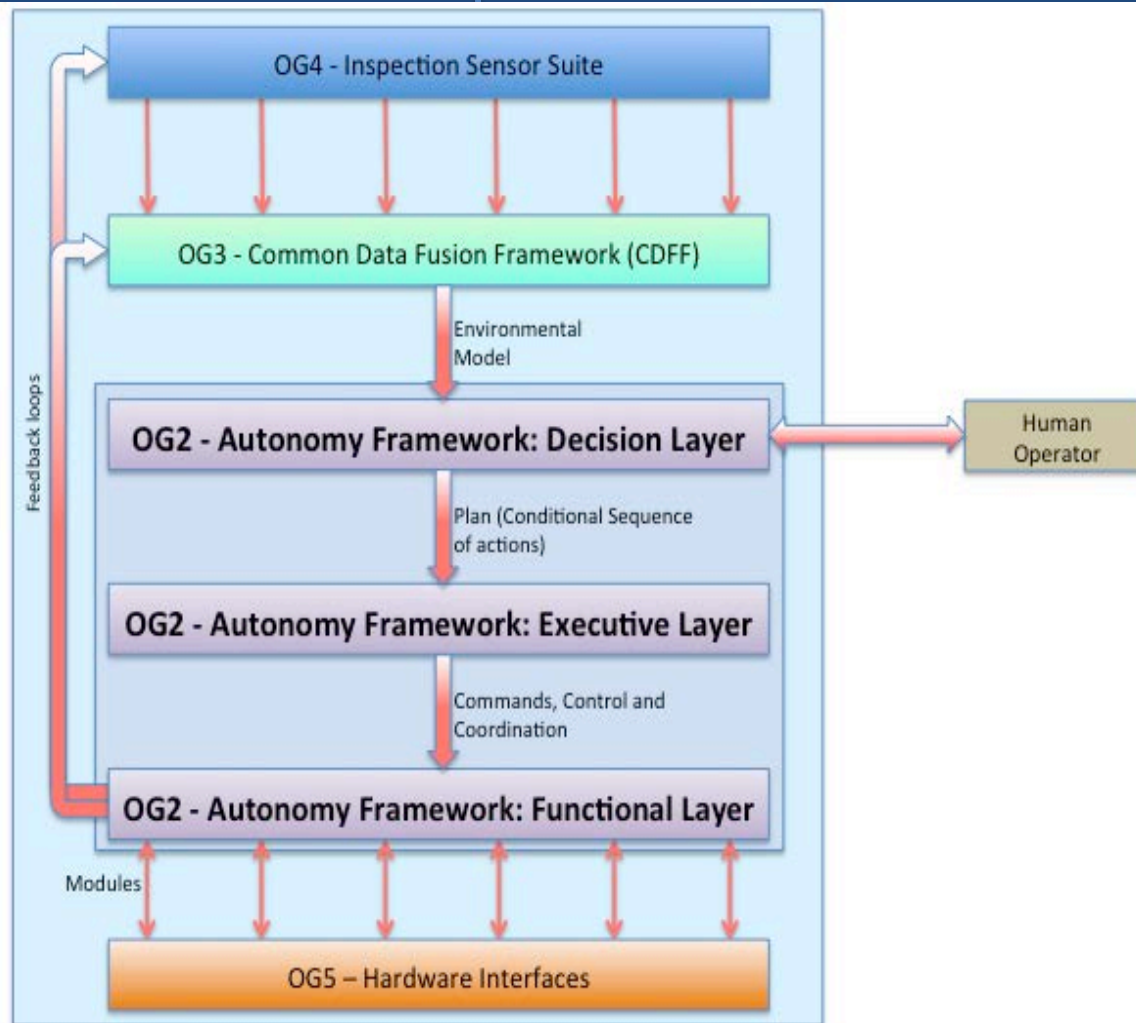 OG4 - Inspection Sensor Suite
OG3 - Common Data Fusion Framework (CDFF)
Environmental
Model
Feedback loops
OG2 - Autonomy Framework: Decision Layer
Human
Operator
Plan (Conditional Sequence
of actions)
OG2 - Autonomy Framework: Executive Layer
Commands, Control and
Coordination
OG2 - Autonomy Framework: Functional Layer
Modules
OG5 – Hardware Interfaces